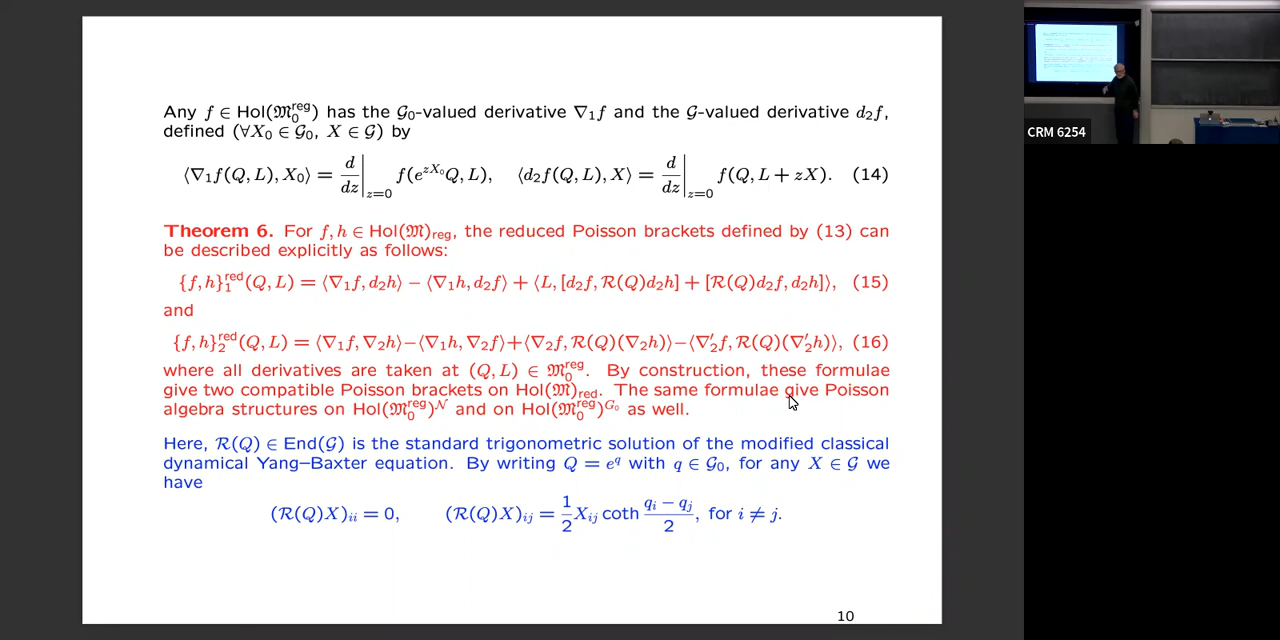 Any f ∈ Hol(𝔐₀^reg) has the 𝒢₀-valued derivative ∇₁f and the 𝒢-valued derivative d₂f,
defined (∀X₀ ∈ 𝒢₀, X ∈ 𝒢) by
⟨∇₁f(Q, L), X₀⟩ = d/dz|_{z=0} f(e^{zX₀}Q, L), ⟨d₂f(Q, L), X⟩ = d/dz|_{z=0} f(Q, L + zX). (14)
Theorem 6. For f, h ∈ Hol(𝔐)_reg, the reduced Poisson brackets defined by (13) can
be described explicitly as follows:
{f, h}₁^red(Q, L) = ⟨∇₁f, d₂h⟩ − ⟨∇₁h, d₂f⟩ + ⟨L, [d₂f, ℛ(Q)d₂h] + [ℛ(Q)d₂f, d₂h]⟩, (15)
and
{f, h}₂^red(Q, L) = ⟨∇₁f, ∇₂h⟩−⟨∇₁h, ∇₂f⟩+⟨∇₂f, ℛ(Q)(∇₂h)⟩−⟨∇₂′f, ℛ(Q)(∇₂′h)⟩, (16)
where all derivatives are taken at (Q, L) ∈ 𝔐₀^reg. By construction, these formulae
give two compatible Poisson brackets on Hol(𝔐)_red. The same formulae give Poisson
algebra structures on Hol(𝔐₀^reg)^𝒩 and on Hol(𝔐₀^reg)^{G₀} as well.
Here, ℛ(Q) ∈ End(𝒢) is the standard trigonometric solution of the modified classical
dynamical Yang−Baxter equation. By writing Q = e^q with q ∈ 𝒢₀, for any X ∈ 𝒢 we
have
(ℛ(Q)X)_{ii} = 0, (ℛ(Q)X)_{ij} = 1/2 X_{ij} coth (q_i − q_j)/2, for i ≠ j.
10
CRM 6254